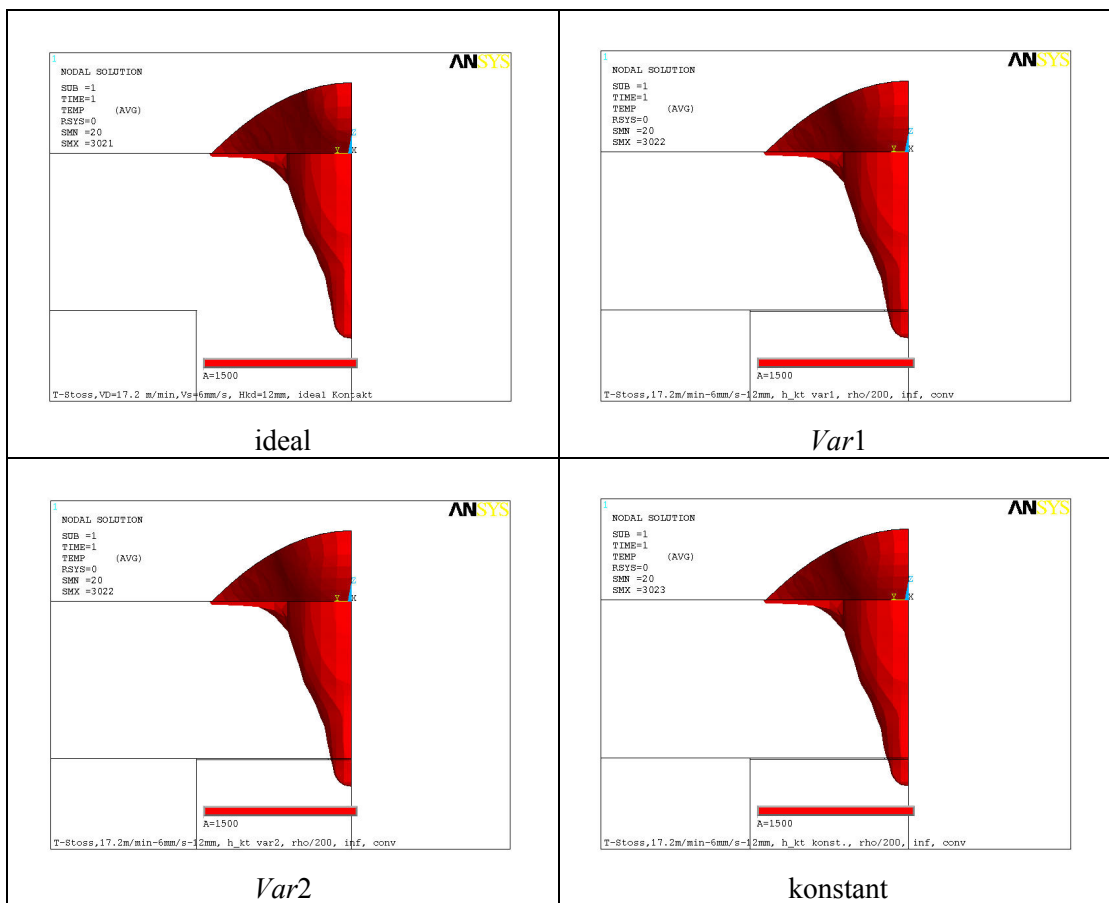 1
ANSYS
NODAL SOLUTION
SUB =1
TIME=1
TEMP (AVG)
RSYS=0
SMN =20
SMX =3021
Z
Y X
A=1500
T-Stoss,VD=17.2 m/min,Vs=6mm/s, Hkd=12mm, ideal Kontakt
ideal
1
ANSYS
NODAL SOLUTION
SUB =1
TIME=1
TEMP (AVG)
RSYS=0
SMN =20
SMX =3022
Z
Y X
A=1500
T-Stoss,17.2m/min-6mm/s-12mm, h_kt var1, rho/200, inf, conv
Var1
1
ANSYS
NODAL SOLUTION
SUB =1
TIME=1
TEMP (AVG)
RSYS=0
SMN =20
SMX =3022
Z
Y X
A=1500
T-Stoss,17.2m/min-6mm/s-12mm, h_kt var2, rho/200, inf, conv
Var2
1
ANSYS
NODAL SOLUTION
SUB =1
TIME=1
TEMP (AVG)
RSYS=0
SMN =20
SMX =3023
Z
Y X
A=1500
T-Stoss,17.2m/min-6mm/s-12mm, h_kt konst., rho/200, inf, conv
konstant